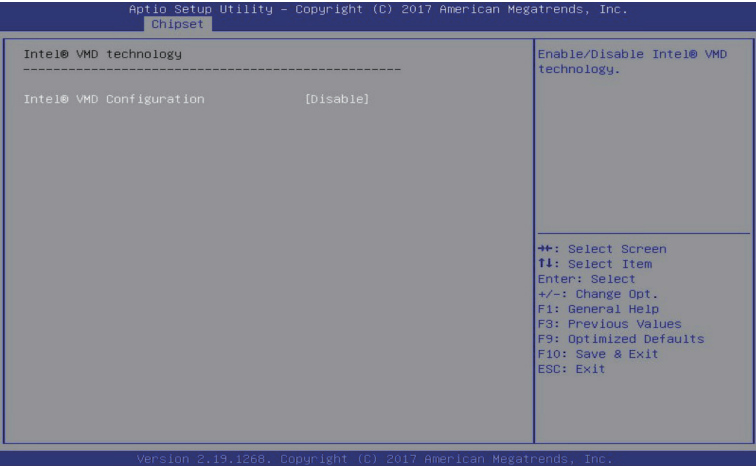 Aptio Setup Utility – Copyright (C) 2017 American Megatrends, Inc.
Chipset
Intel® VMD technology
--------------------------------------------------
Intel® VMD Configuration [Disable]
Enable/Disable Intel® VMD
technology.
→←: Select Screen
↑↓: Select Item
Enter: Select
+/-: Change Opt.
F1: General Help
F3: Previous Values
F9: Optimized Defaults
F10: Save & Exit
ESC: Exit
Version 2.19.1268. Copyright (C) 2017 American Megatrends, Inc.